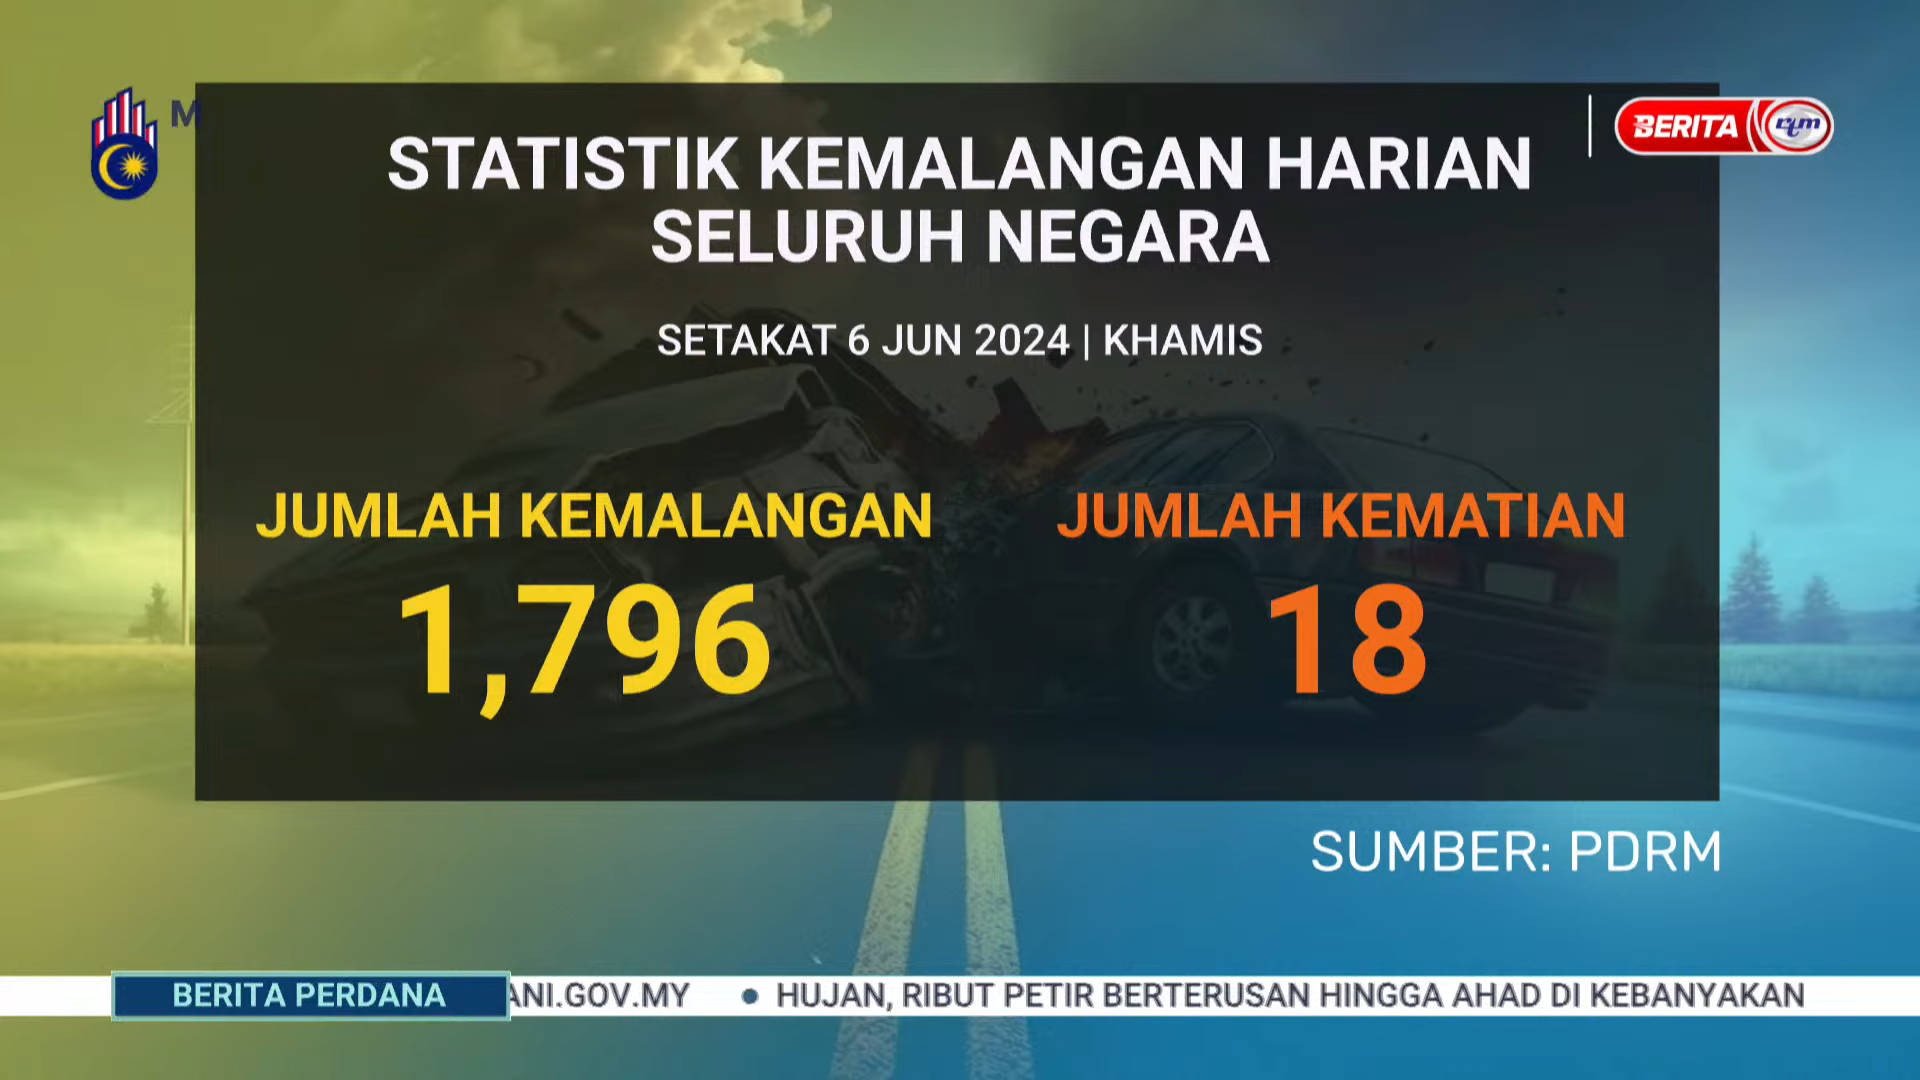 M
BERITA rtm
STATISTIK KEMALANGAN HARIAN
SELURUH NEGARA
SETAKAT 6 JUN 2024 | KHAMIS
JUMLAH KEMALANGAN
1,796
JUMLAH KEMATIAN
18
SUMBER: PDRM
BERITA PERDANA
ANI.GOV.MY • HUJAN, RIBUT PETIR BERTERUSAN HINGGA AHAD DI KEBANYAKAN